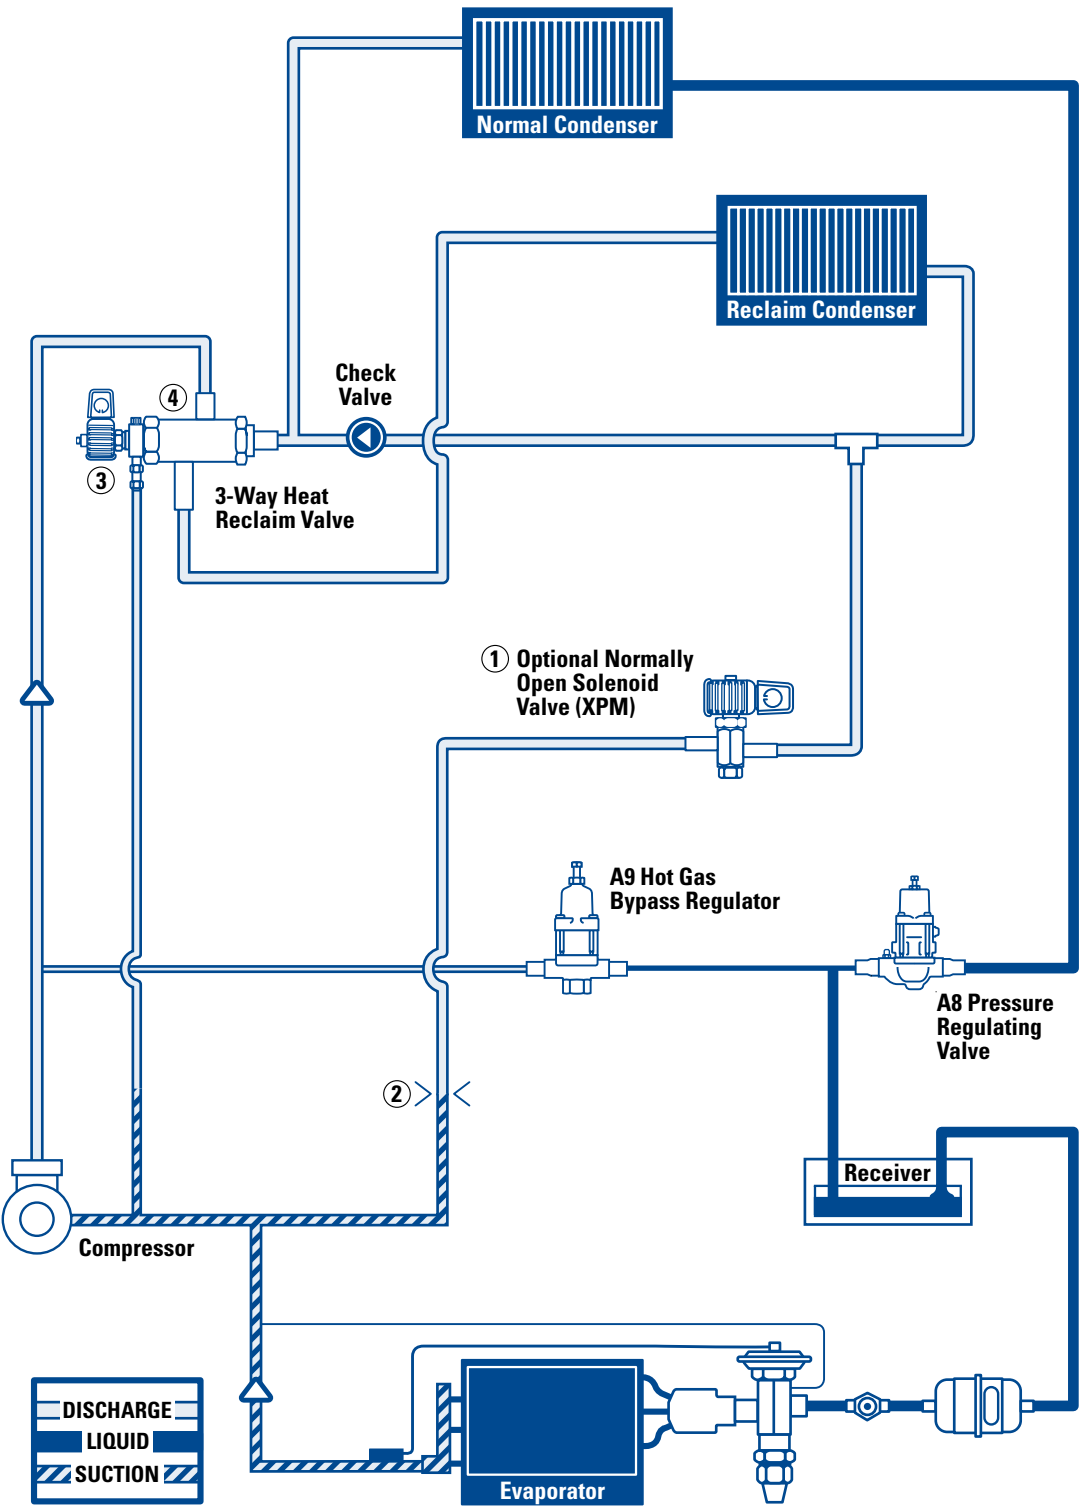 Normal Condenser
Reclaim Condenser
Check
Valve
4
3
3-Way Heat
Reclaim Valve
1 Optional Normally
Open Solenoid
Valve (XPM)
A9 Hot Gas
Bypass Regulator
A8 Pressure
Regulating
Valve
2
Receiver
Compressor
DISCHARGE
LIQUID
SUCTION
Evaporator